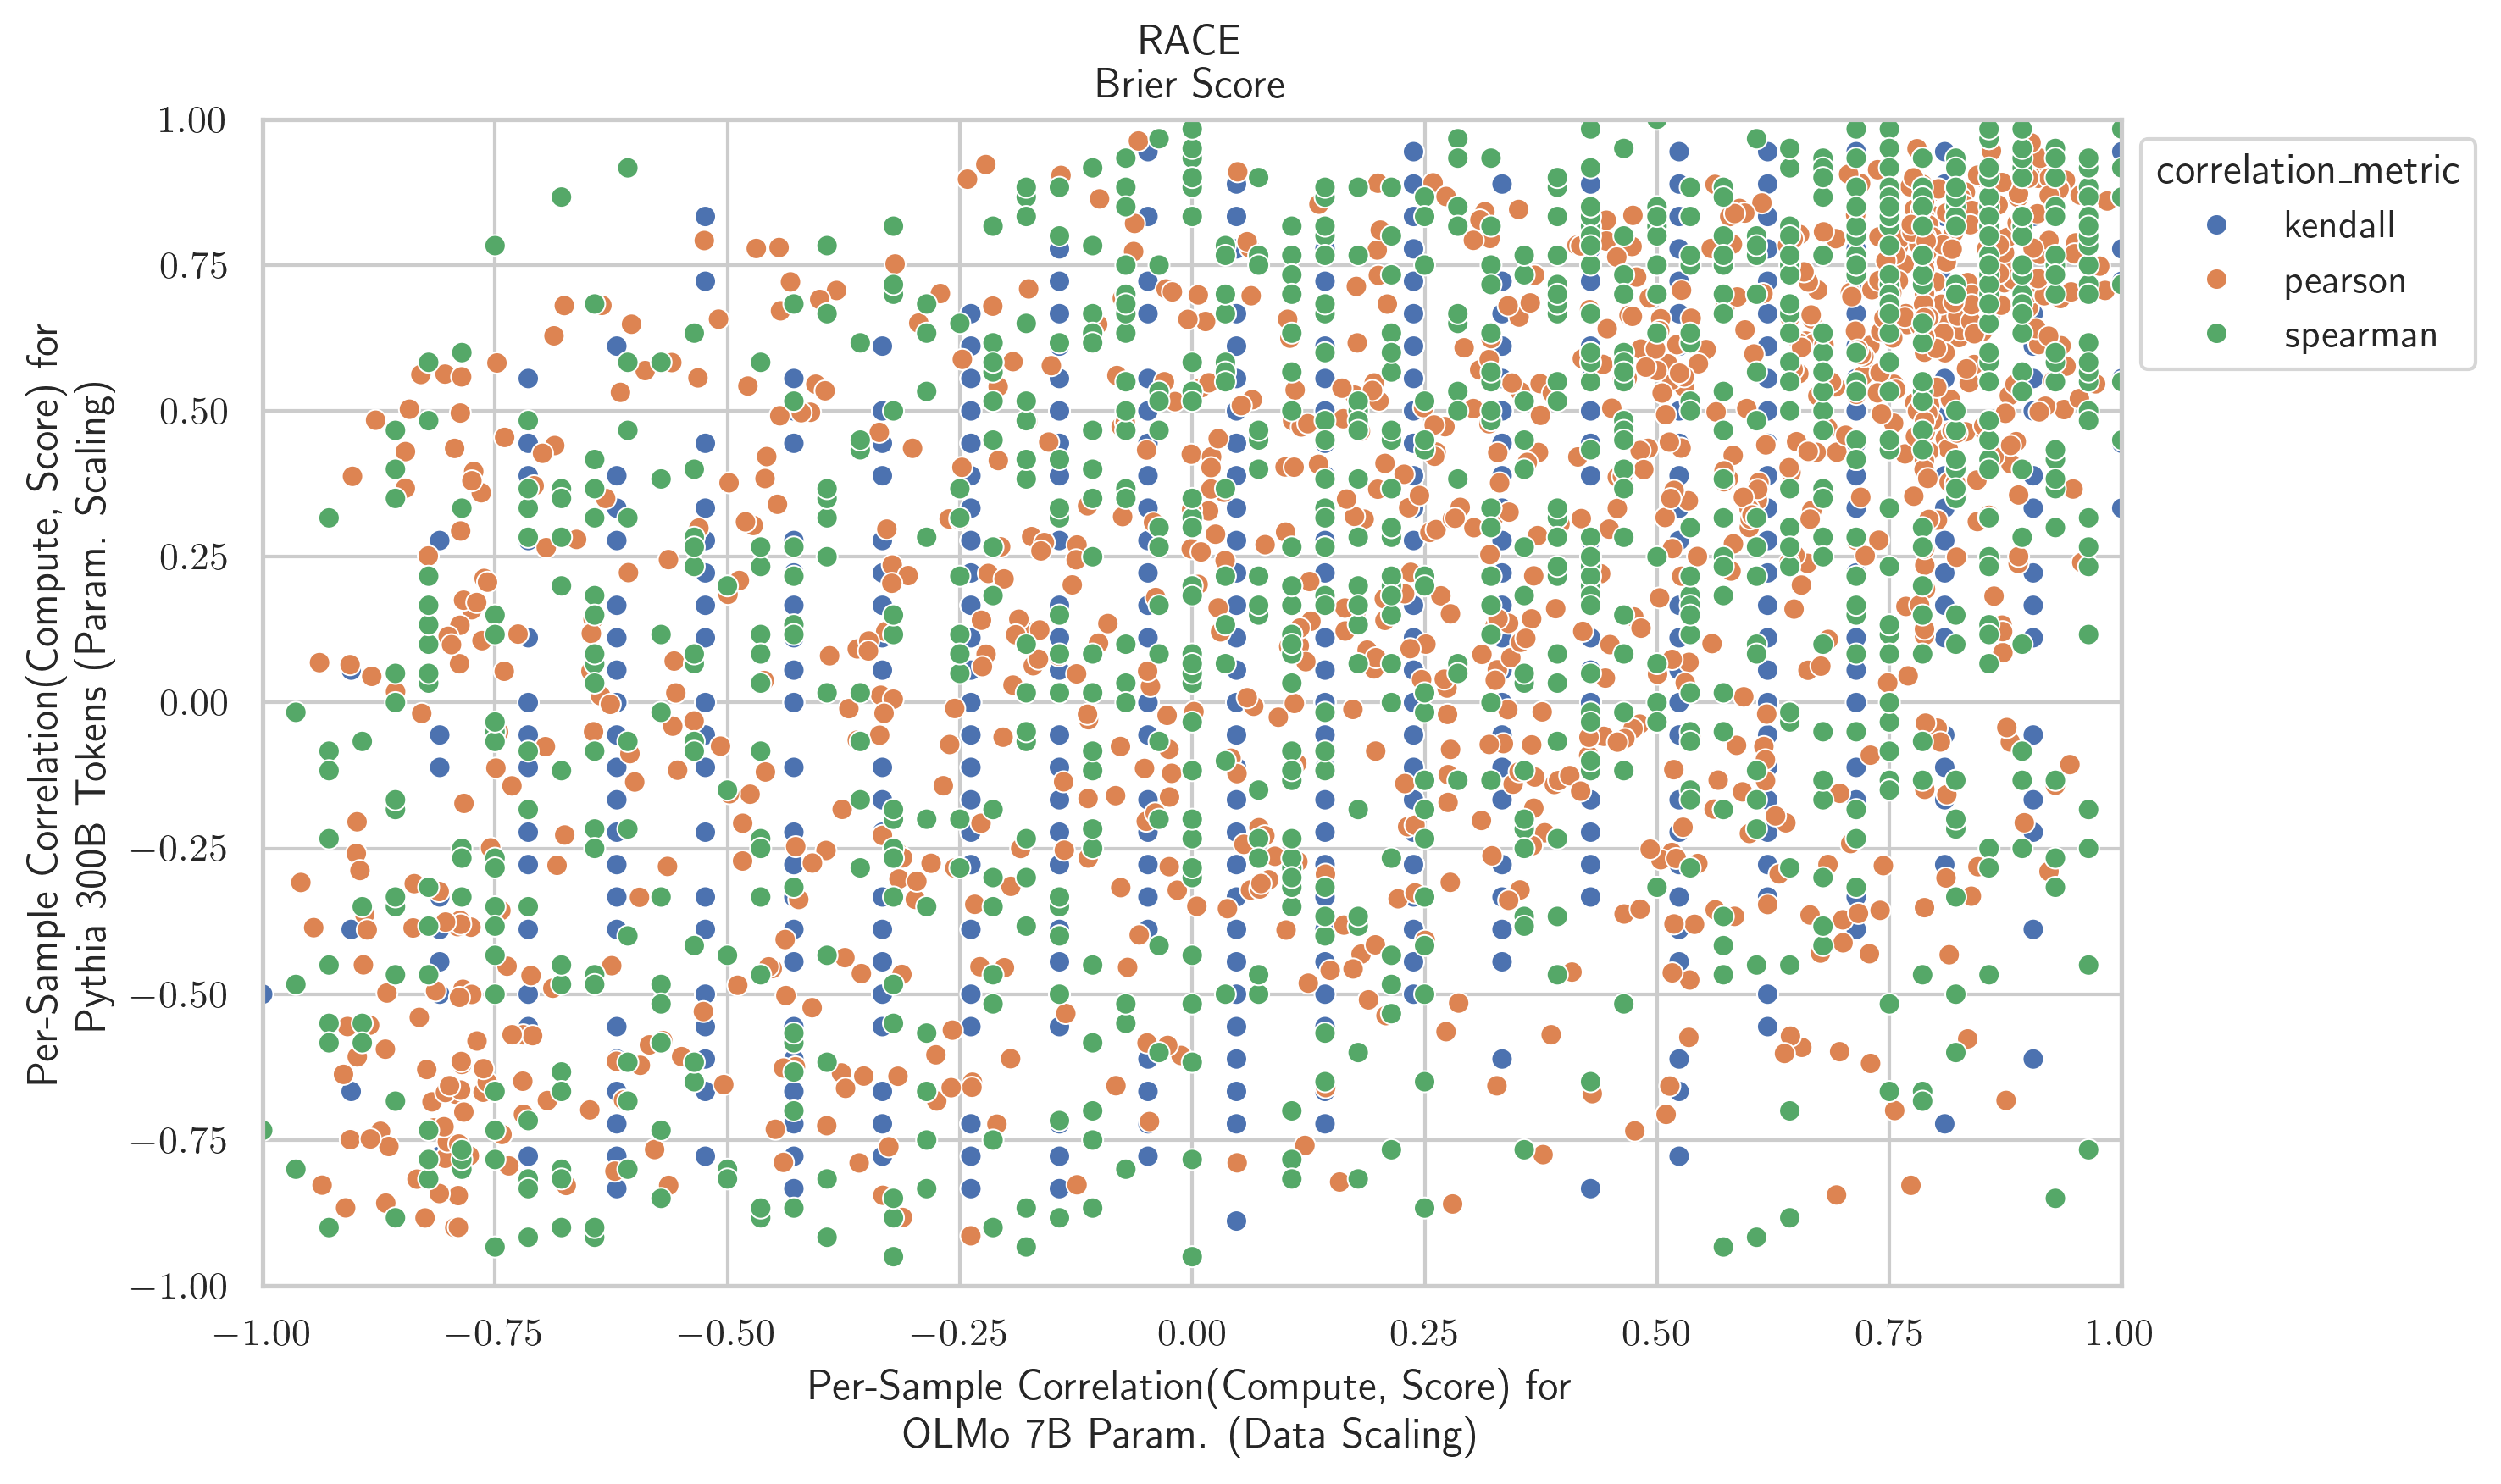 RACE
Brier Score
Per-Sample Correlation(Compute, Score) for
Pythia 300B Tokens (Param. Scaling)
1.00
0.75
0.50
0.25
0.00
−0.25
−0.50
−0.75
−1.00
−1.00 −0.75 −0.50 −0.25 0.00 0.25 0.50 0.75 1.00
Per-Sample Correlation(Compute, Score) for
OLMo 7B Param. (Data Scaling)
correlation_metric
kendall
pearson
spearman